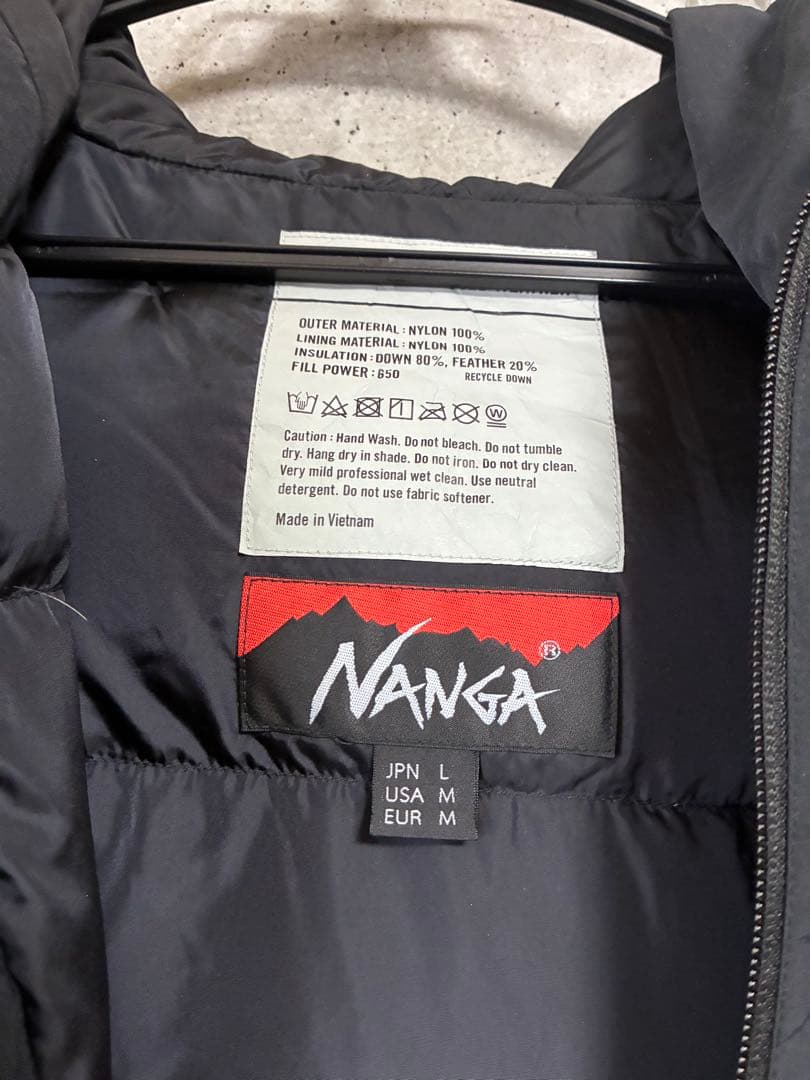 OUTER MATERIAL : NYLON 100%
LINING MATERIAL : NYLON 100%
INSULATION : DOWN 80%, FEATHER 20%
FILL POWER : 650 RECYCLE DOWN
W
Caution : Hand Wash. Do not bleach. Do not tumble
dry. Hang dry in shade. Do not iron. Do not dry clean.
Very mild professional wet clean. Use neutral
detergent. Do not use fabric softener.
Made in Vietnam
NANGA ®
JPN L
USA M
EUR M